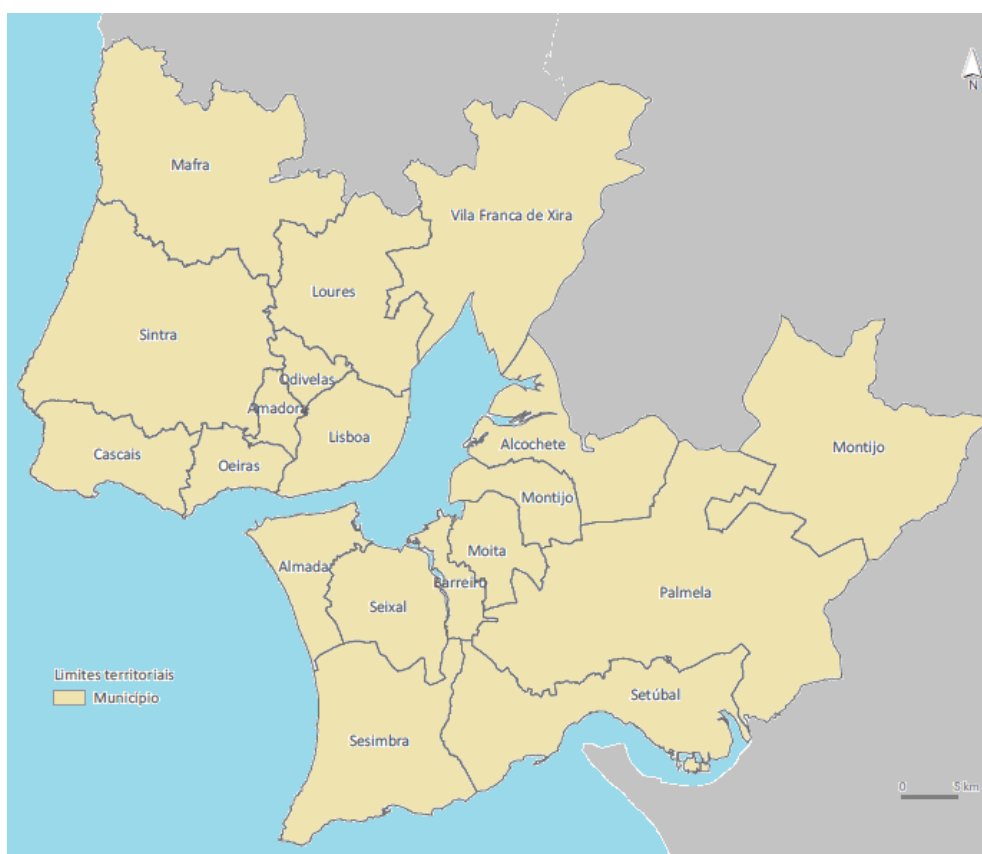 N
Mafra
Vila Franca de Xira
Loures
Sintra
Odivelas
Amadora
Lisboa
Cascais
Oeiras
Alcochete
Montijo
Montijo
Almada
Moita
Barreiro
Seixal
Palmela
Limites territoriais
Município
Setúbal
Sesimbra
0 5 km